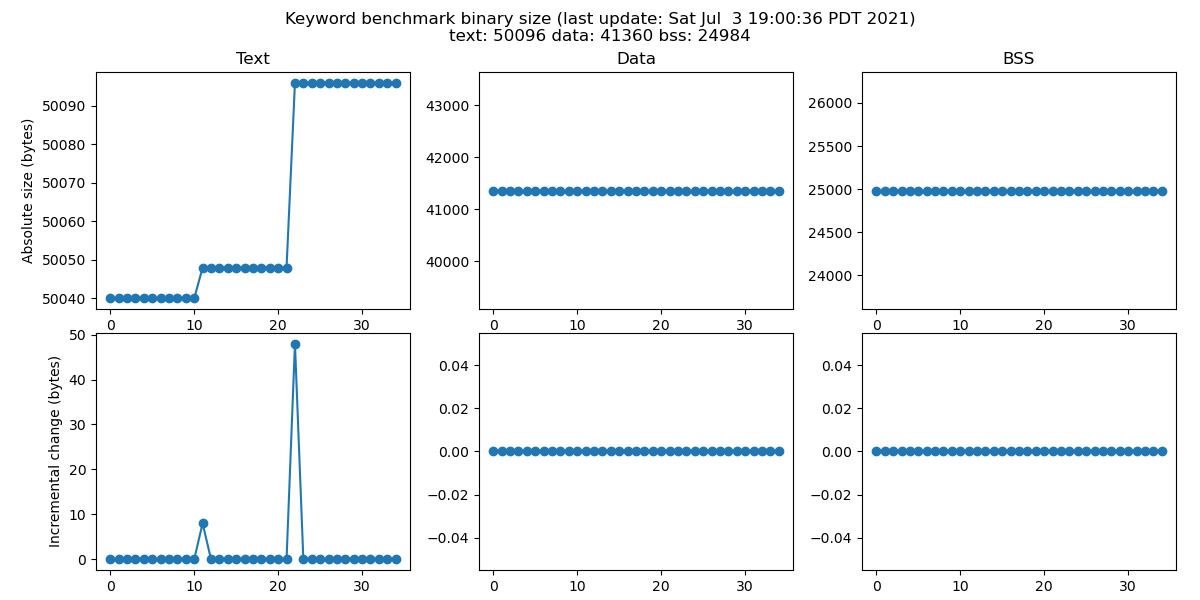 Keyword benchmark binary size (last update: Sat Jul  3 19:00:36 PDT 2021)
text: 50096 data: 41360 bss: 24984
Text
Data
BSS
Absolute size (bytes)
50090
50080
50070
50060
50050
50040
0 10 20 30
43000
42000
41000
40000
0 10 20 30
26000
25500
25000
24500
24000
0 10 20 30
Incremental change (bytes)
50
40
30
20
10
0
0 10 20 30
0.04
0.02
0.00
−0.02
−0.04
0 10 20 30
0.04
0.02
0.00
−0.02
−0.04
0 10 20 30